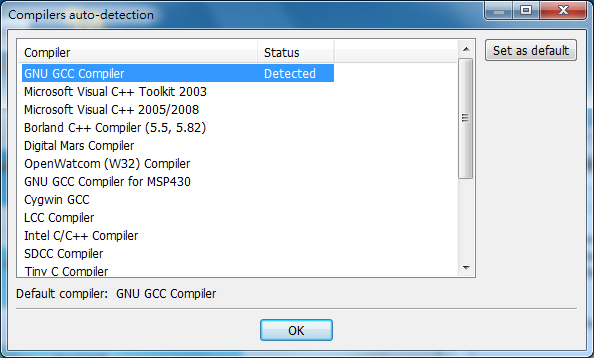 Compilers auto-detection
Compiler Status
GNU GCC Compiler Detected
Microsoft Visual C++ Toolkit 2003
Microsoft Visual C++ 2005/2008
Borland C++ Compiler (5.5, 5.82)
Digital Mars Compiler
OpenWatcom (W32) Compiler
GNU GCC Compiler for MSP430
Cygwin GCC
LCC Compiler
Intel C/C++ Compiler
SDCC Compiler
Tiny C Compiler
Set as default
Default compiler: GNU GCC Compiler
OK